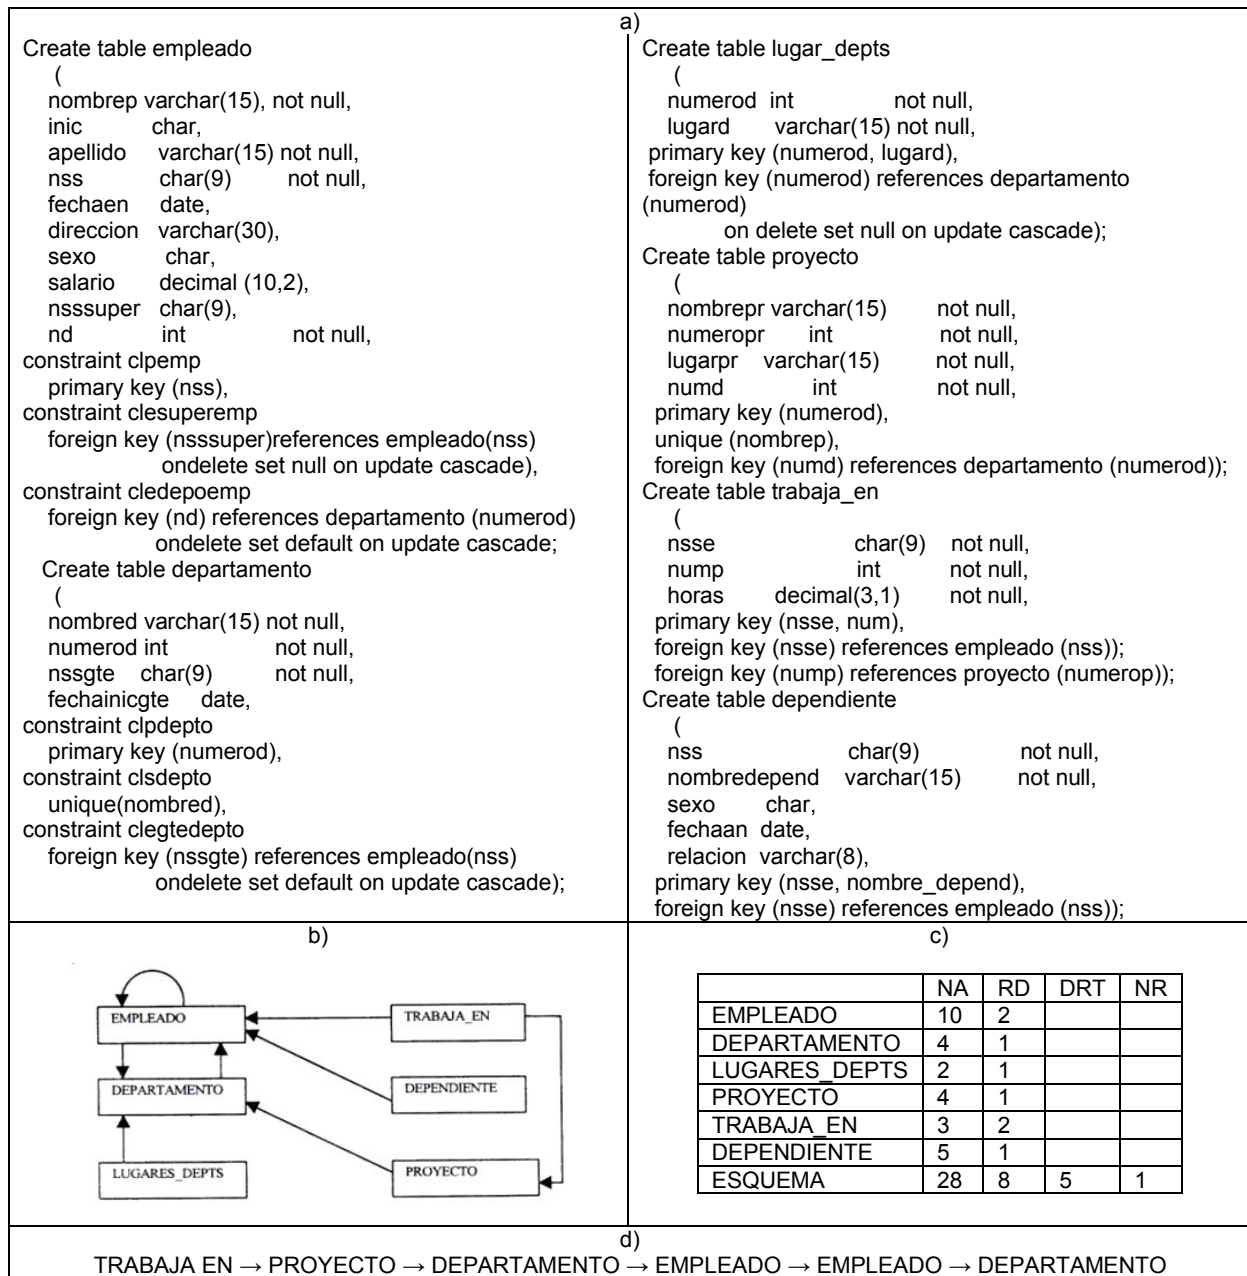 a)
Create table empleado
(
nombrep varchar(15), not null,
inic char,
apellido varchar(15) not null,
nss char(9) not null,
fechaen date,
direccion varchar(30),
sexo char,
salario decimal (10,2),
nsssuper char(9),
nd int not null,
constraint clpemp
primary key (nss),
constraint clesuperemp
foreign key (nsssuper)references empleado(nss)
ondelete set null on update cascade),
constraint cledepoemp
foreign key (nd) references departamento (numerod)
ondelete set default on update cascade;
Create table departamento
(
nombred varchar(15) not null,
numerod int not null,
nssgte char(9) not null,
fechainicgte date,
constraint clpdepto
primary key (numerod),
constraint clsdepto
unique(nombred),
constraint clegtedepto
foreign key (nssgte) references empleado(nss)
ondelete set default on update cascade);
Create table lugar_depts
(
numerod int not null,
lugard varchar(15) not null,
primary key (numerod, lugard),
foreign key (numerod) references departamento
(numerod)
on delete set null on update cascade);
Create table proyecto
(
nombrepr varchar(15) not null,
numeropr int not null,
lugarpr varchar(15) not null,
numd int not null,
primary key (numerod),
unique (nombrep),
foreign key (numd) references departamento (numerod));
Create table trabaja_en
(
nsse char(9) not null,
nump int not null,
horas decimal(3,1) not null,
primary key (nsse, num),
foreign key (nsse) references empleado (nss));
foreign key (nump) references proyecto (numerop));
Create table dependiente
(
nss char(9) not null,
nombredepend varchar(15) not null,
sexo char,
fechaan date,
relacion varchar(8),
primary key (nsse, nombre_depend),
foreign key (nsse) references empleado (nss));
b)
EMPLEADO
TRABAJA_EN
DEPARTAMENTO
DEPENDIENTE
LUGARES_DEPTS
PROYECTO
c)
NA RD DRT NR
EMPLEADO 10 2
DEPARTAMENTO 4 1
LUGARES_DEPTS 2 1
PROYECTO 4 1
TRABAJA_EN 3 2
DEPENDIENTE 5 1
ESQUEMA 28 8 5 1
d)
TRABAJA EN → PROYECTO → DEPARTAMENTO → EMPLEADO → EMPLEADO → DEPARTAMENTO